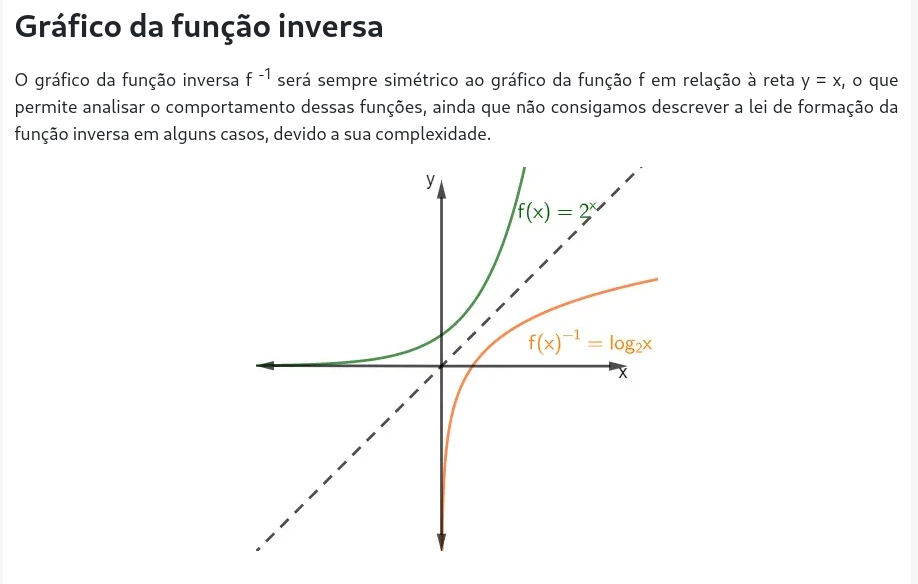 Gráfico da função inversa
O gráfico da função inversa f ⁻¹ será sempre simétrico ao gráfico da função f em relação à reta y = x, o que
permite analisar o comportamento dessas funções, ainda que não consigamos descrever a lei de formação da
função inversa em alguns casos, devido a sua complexidade.
y
f(x) = 2ˣ
f(x)⁻¹ = log₂x
x